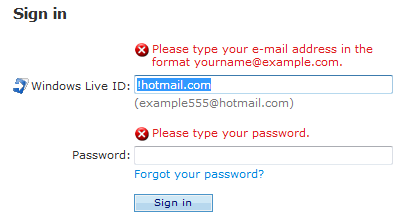 Sign in
Please type your e-mail address in the
format yourname@example.com.
Windows Live ID:
!hotmail.com
(example555@hotmail.com)
Please type your password.
Password:
Forgot your password?
Sign in